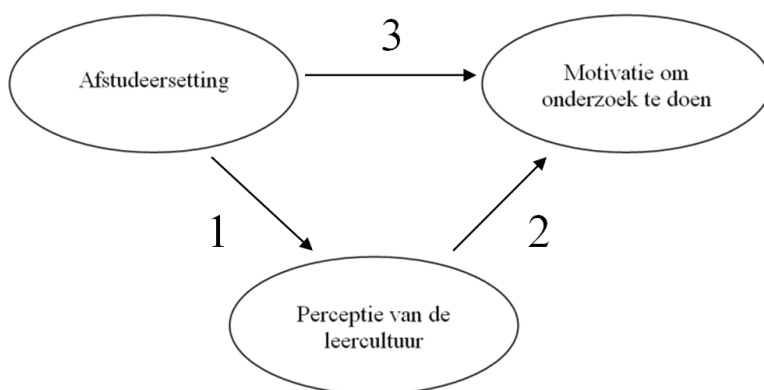 3
Afstudeersetting
Motivatie om
onderzoek te doen
1
2
Perceptie van de
leercultuur